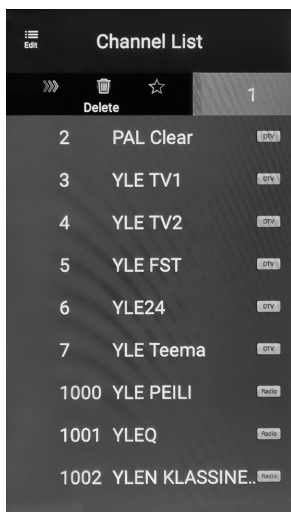 Edit
Channel List
Delete
1
2 PAL Clear DTV
3 YLE TV1 DTV
4 YLE TV2 DTV
5 YLE FST DTV
6 YLE24 DTV
7 YLE Teema DTV
1000 YLE PEILI Radio
1001 YLEQ Radio
1002 YLEN KLASSINE.. Radio